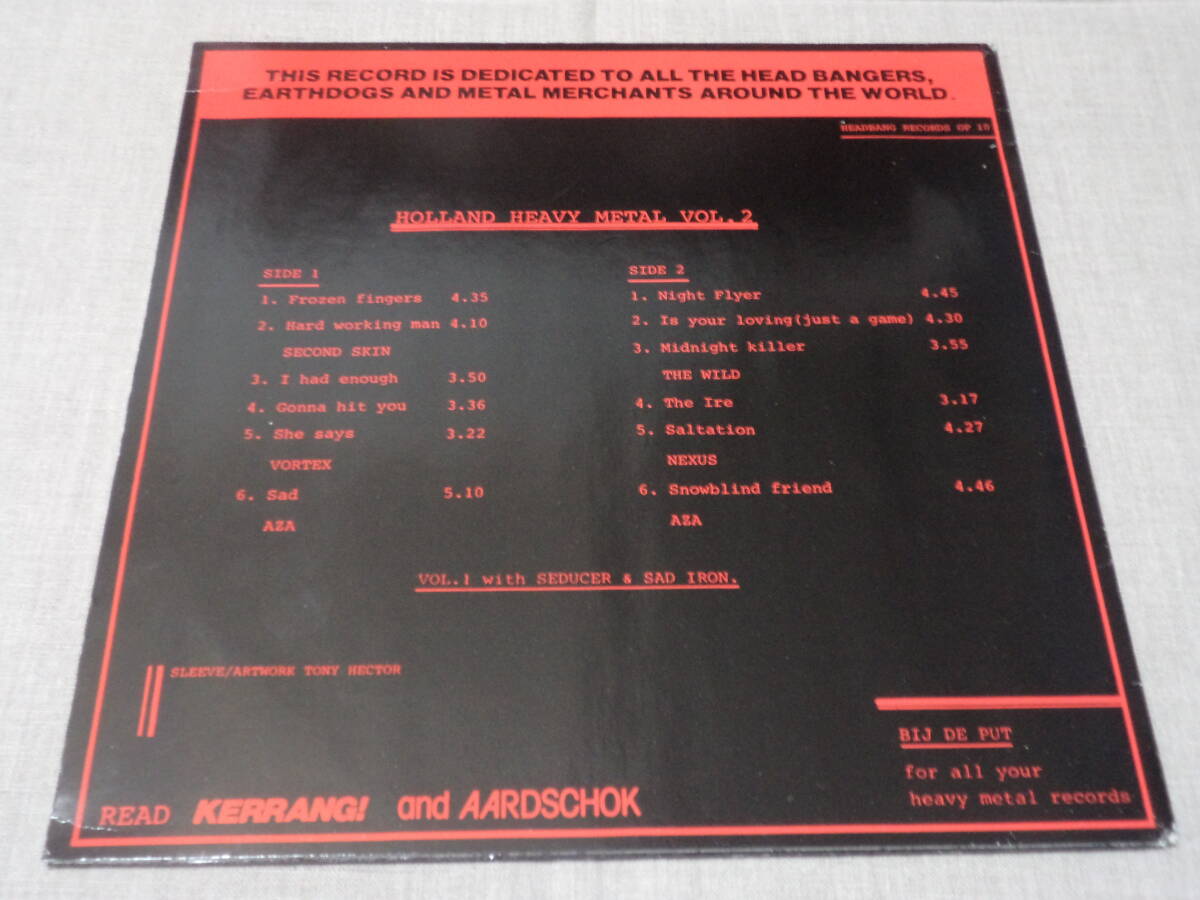 THIS RECORD IS DEDICATED TO ALL THE HEAD BANGERS,
EARTHDOGS AND METAL MERCHANTS AROUND THE WORLD.
HEADBANG RECORDS OP 10
HOLLAND HEAVY METAL VOL.2
SIDE 1
1. Frozen fingers 4.35
2. Hard working man 4.10
SECOND SKIN
3. I had enough 3.50
4. Gonna hit you 3.36
5. She says 3.22
VORTEX
6. Sad 5.10
AZA
SIDE 2
1. Night Flyer 4.45
2. Is your loving(just a game) 4.30
3. Midnight killer 3.55
THE WILD
4. The Ire 3.17
5. Saltation 4.27
NEXUS
6. Snowblind friend 4.46
AZA
VOL.1 with SEDUCER & SAD IRON.
SLEEVE/ARTWORK TONY HECTOR
BIJ DE PUT
for all your
heavy metal records
READ KERRANG! and AARDSCHOK